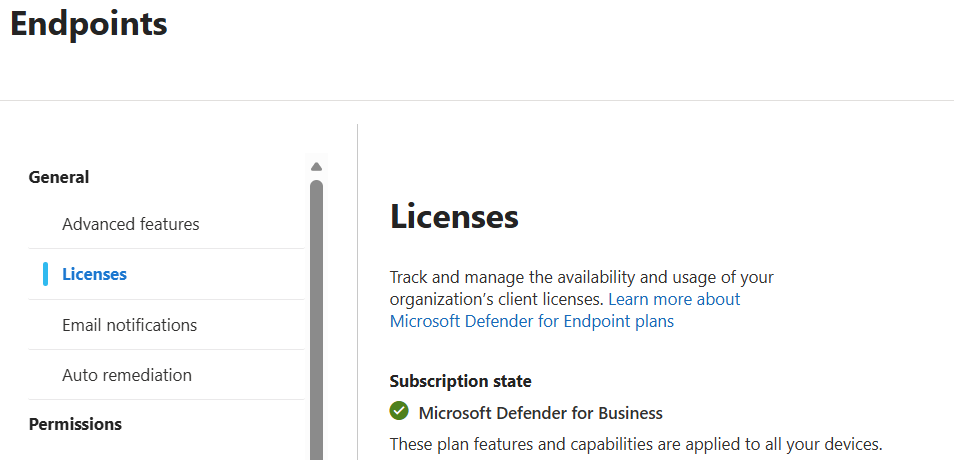 Endpoints
General
Advanced features
Licenses
Email notifications
Auto remediation
Permissions
Licenses
Track and manage the availability and usage of your
organization’s client licenses. Learn more about
Microsoft Defender for Endpoint plans
Subscription state
Microsoft Defender for Business
These plan features and capabilities are applied to all your devices.